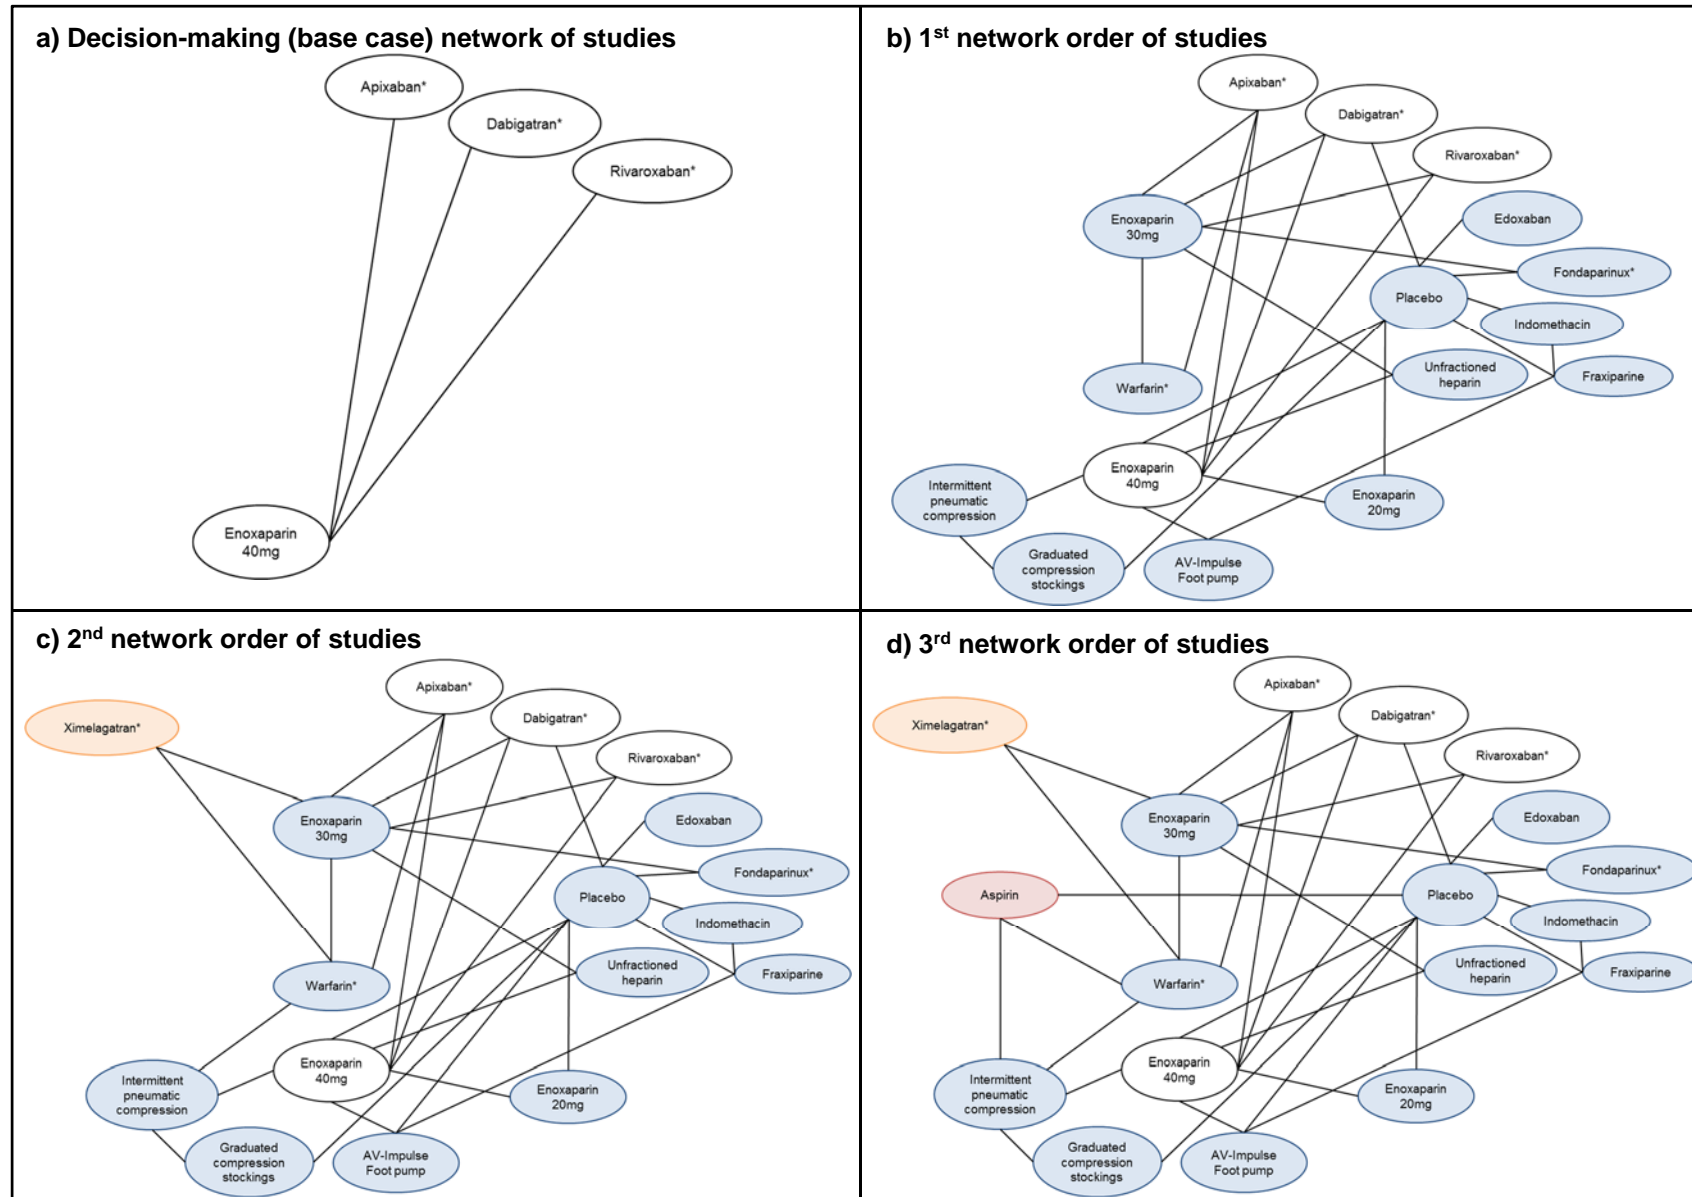 a) Decision-making (base case) network of studies
Apixaban*
Dabigatran*
Rivaroxaban*
Enoxaparin
40mg
b) 1st network order of studies
Apixaban*
Dabigatran*
Rivaroxaban*
Enoxaparin
30mg
Edoxaban
Fondaparinux*
Placebo
Indomethacin
Unfractioned
heparin
Fraxiparine
Warfarin*
Enoxaparin
40mg
Intermittent
pneumatic
compression
Enoxaparin
20mg
Graduated
compression
stockings
AV-Impulse
Foot pump
c) 2nd network order of studies
Apixaban*
Ximelagatran*
Dabigatran*
Rivaroxaban*
Enoxaparin
30mg
Edoxaban
Fondaparinux*
Placebo
Indomethacin
Unfractioned
heparin
Fraxiparine
Warfarin*
Enoxaparin
40mg
Intermittent
pneumatic
compression
Enoxaparin
20mg
Graduated
compression
stockings
AV-Impulse
Foot pump
d) 3rd network order of studies
Apixaban*
Ximelagatran*
Dabigatran*
Rivaroxaban*
Enoxaparin
30mg
Edoxaban
Fondaparinux*
Aspirin
Placebo
Indomethacin
Unfractioned
heparin
Fraxiparine
Warfarin*
Enoxaparin
40mg
Intermittent
pneumatic
compression
Enoxaparin
20mg
Graduated
compression
stockings
AV-Impulse
Foot pump